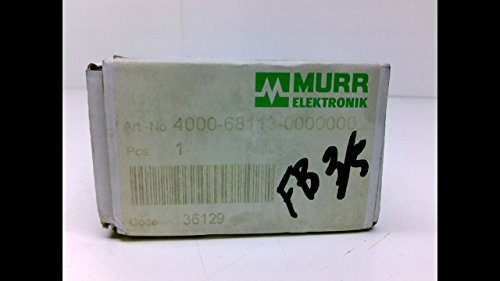 MURR
ELEKTRONIK
Art. No 4000-68113-0000000
Pcs 1
FB 3/5
Code 36129